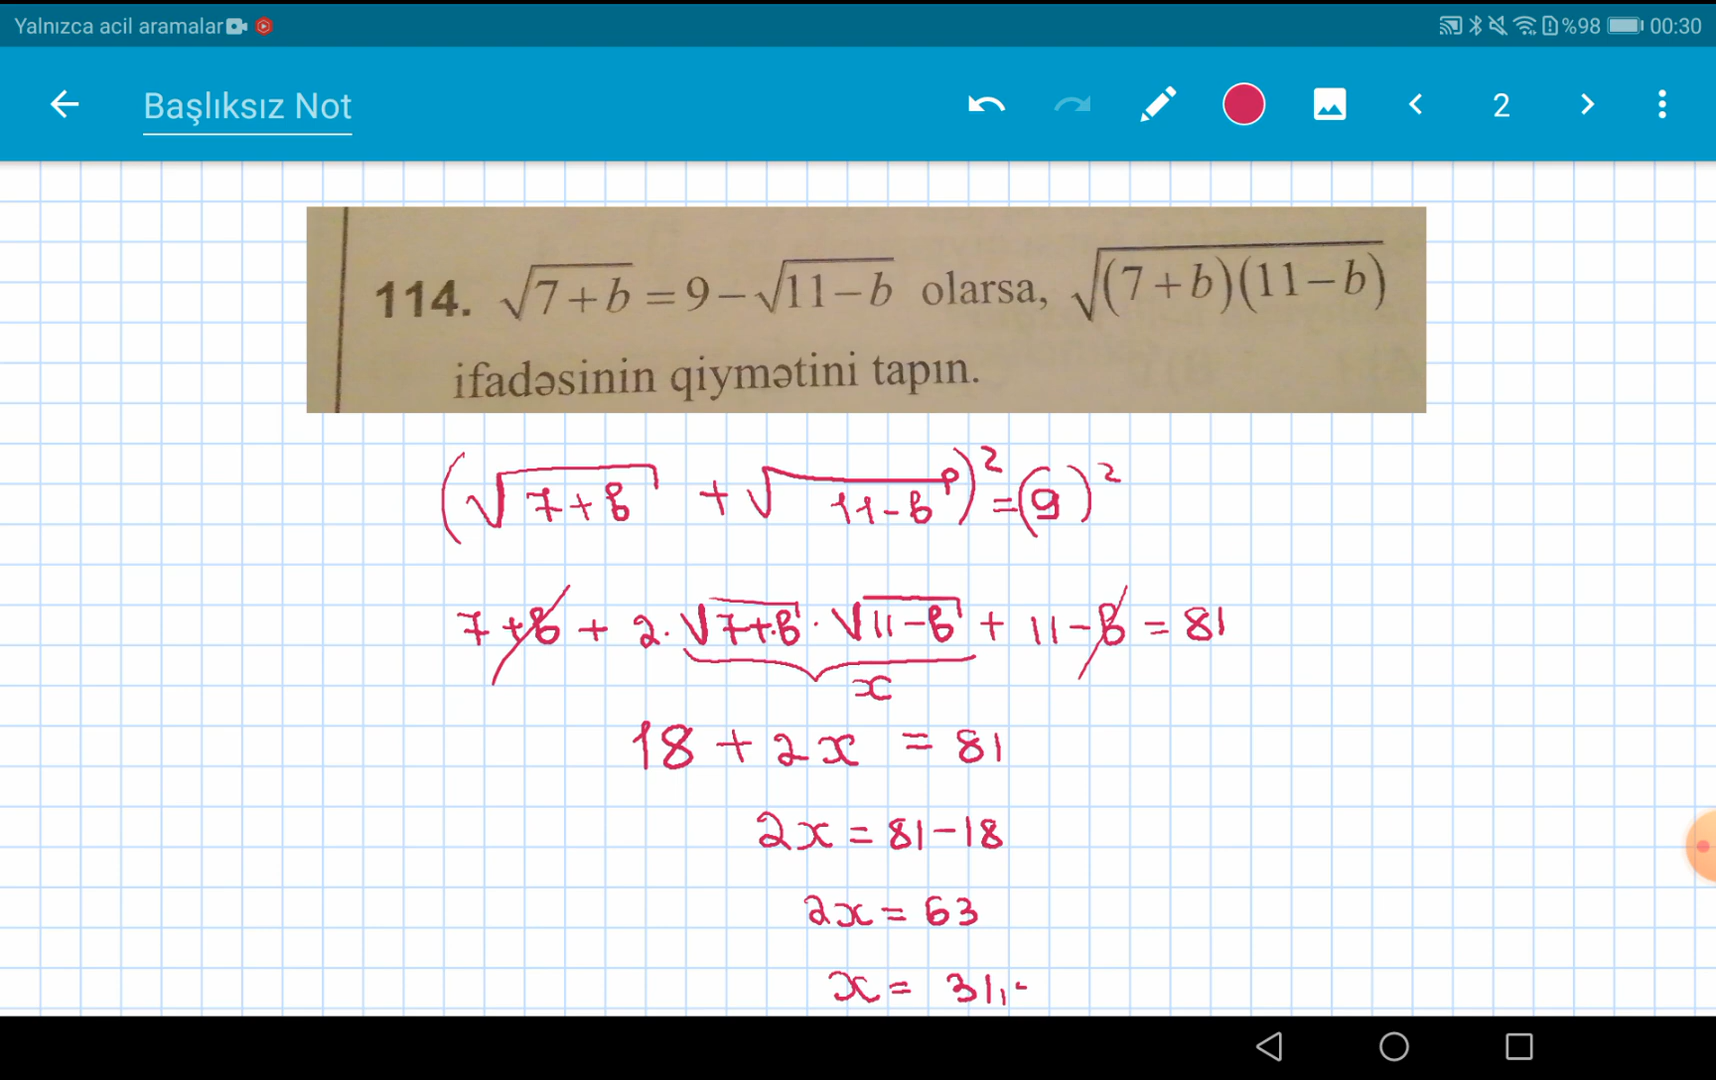 Yalnızca acil aramalar %98 00:30
Başlıksız Not 2
114. √(7+b) = 9 − √(11−b) olarsa, √((7+b)(11−b))
ifadəsinin qiymətini tapın.
(√(7+b) + √(11−b))² = (9)²
7+b + 2·√(7+b)·√(11−b) + 11−b = 81
x
18 + 2x = 81
2x = 81−18
2x = 63
x = 31,